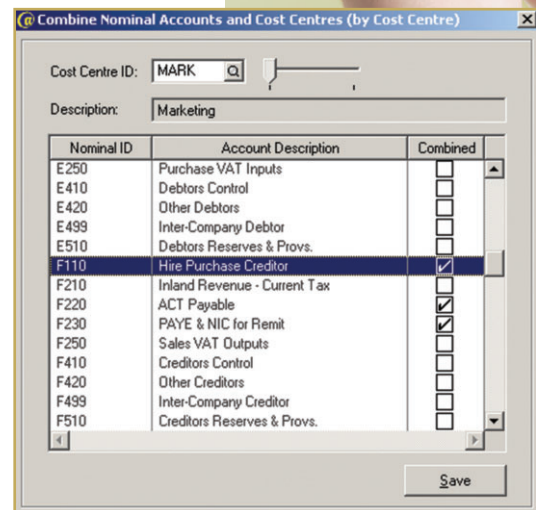 Combine Nominal Accounts and Cost Centres (by Cost Centre)
Cost Centre ID: MARK
Description: Marketing
Nominal ID Account Description Combined
E250 Purchase VAT Inputs
E410 Debtors Control
E420 Other Debtors
E499 Inter-Company Debtor
E510 Debtors Reserves & Provs.
F110 Hire Purchase Creditor
F210 Inland Revenue - Current Tax
F220 ACT Payable
F230 PAYE & NIC for Remit
F250 Sales VAT Outputs
F410 Creditors Control
F420 Other Creditors
F499 Inter-Company Creditor
F510 Creditors Reserves & Provs.
Save